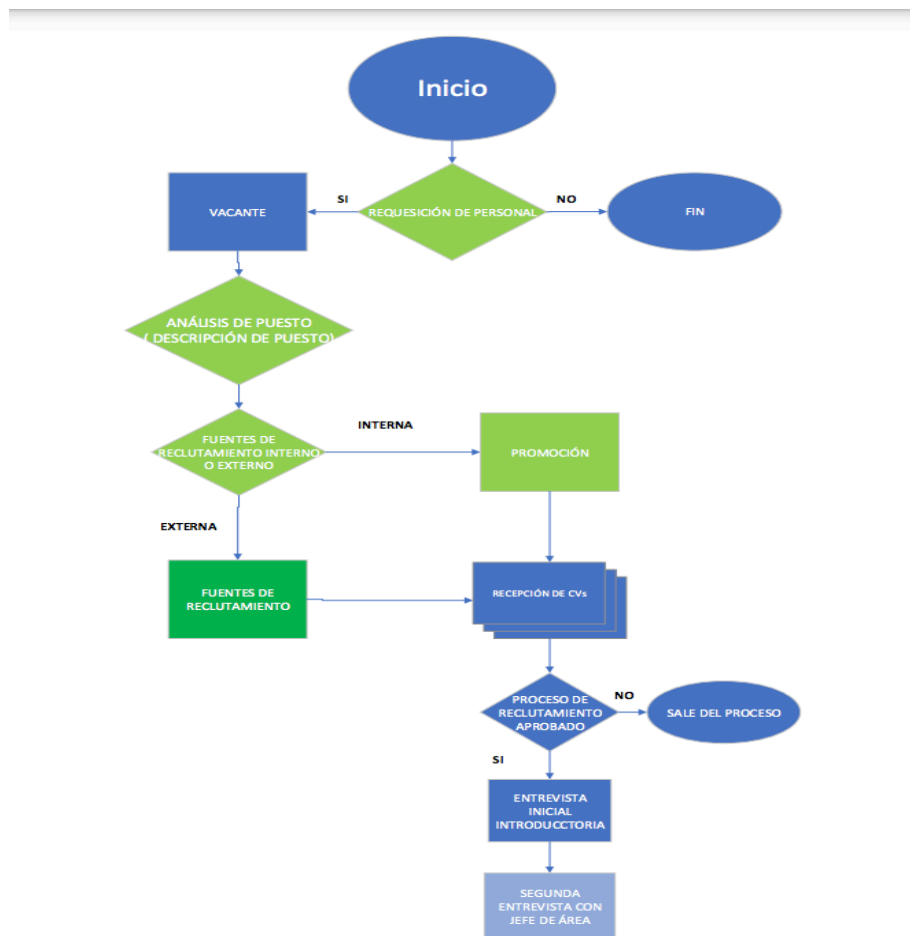 Inicio
SI
NO
VACANTE
REQUESICIÓN DE PERSONAL
FIN
ANÁLISIS DE PUESTO
( DESCRIPCIÓN DE PUESTO)
INTERNA
FUENTES DE
RECLUTAMIENTO INTERNO
O EXTERNO
PROMOCIÓN
EXTERNA
FUENTES DE
RECLUTAMIENTO
RECEPCIÓN DE CVs
PROCESO DE
RECLUTAMIENTO
APROBADO
NO
SALE DEL PROCESO
SI
ENTREVISTA
INICIAL
INTRODUCCTORIA
SEGUNDA
ENTREVISTA CON
JEFE DE ÁREA